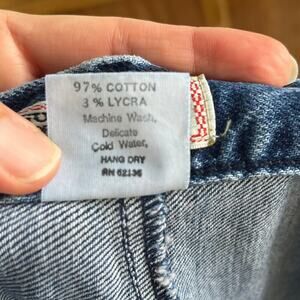 97% COTTON
3% LYCRA
Machine Wash,
Delicate
Cold Water,
HANG DRY
RN 62136